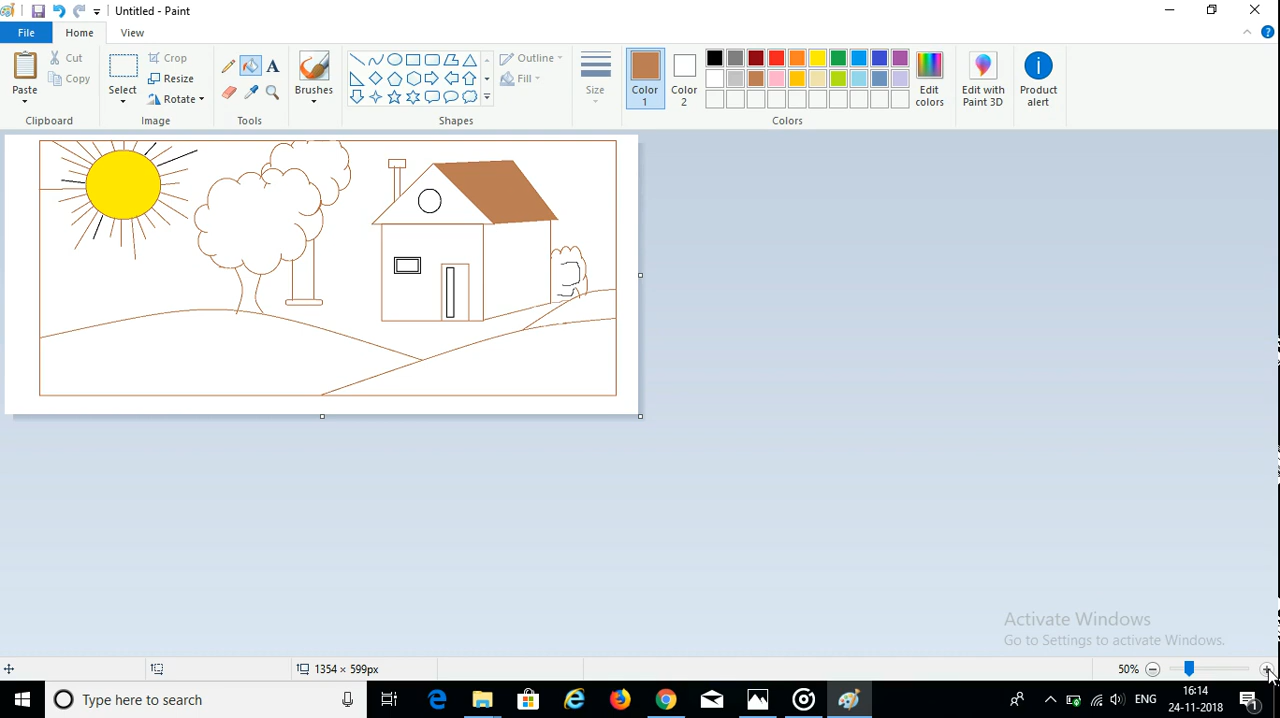 Untitled - Paint
File
Home
View
Paste
Cut
Copy
Clipboard
Select
Crop
Resize
Rotate
Image
A
Tools
Brushes
Outline
Fill
Shapes
Size
Color 1
Color 2
Edit colors
Colors
Edit with Paint 3D
Product alert
Activate Windows
Go to Settings to activate Windows.
1354 × 599px
50%
Type here to search
ENG
16:14
24-11-2018
1